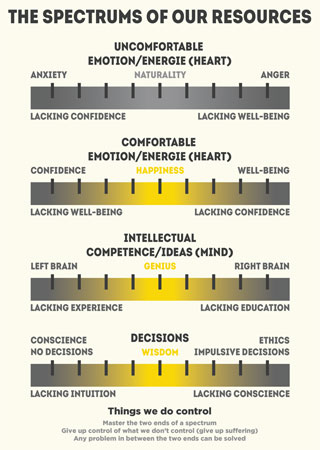 THE SPECTRUMS OF OUR RESOURCES
UNCOMFORTABLE
EMOTION/ENERGIE (HEART)
ANXIETY NATURALITY ANGER
LACKING CONFIDENCE LACKING WELL-BEING
COMFORTABLE
EMOTION/ENERGIE (HEART)
CONFIDENCE HAPPINESS WELL-BEING
LACKING WELL-BEING LACKING CONFIDENCE
INTELLECTUAL
COMPETENCE/IDEAS (MIND)
LEFT BRAIN GENIUS RIGHT BRAIN
LACKING EXPERIENCE LACKING EDUCATION
CONSCIENCE DECISIONS ETHICS
NO DECISIONS WISDOM IMPULSIVE DECISIONS
LACKING INTUITION LACKING CONSCIENCE
Things we do control
Master the two ends of a spectrum
Give up control of what we don't control (give up suffering)
Any problem in between the two ends can be solved